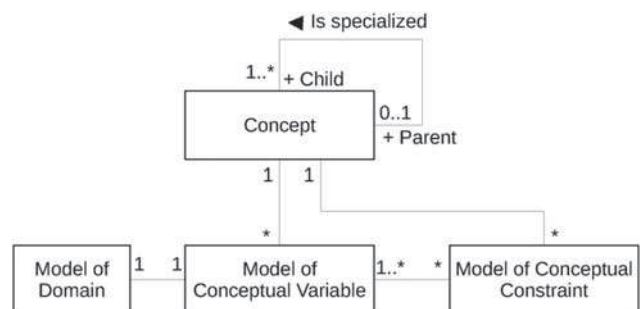 ◄ Is specialized
1..*
+ Child
Concept
0..1
+ Parent
1
1
*
*
Model of
Domain
1
1
Model of
Conceptual Variable
1..*
*
Model of Conceptual
Constraint